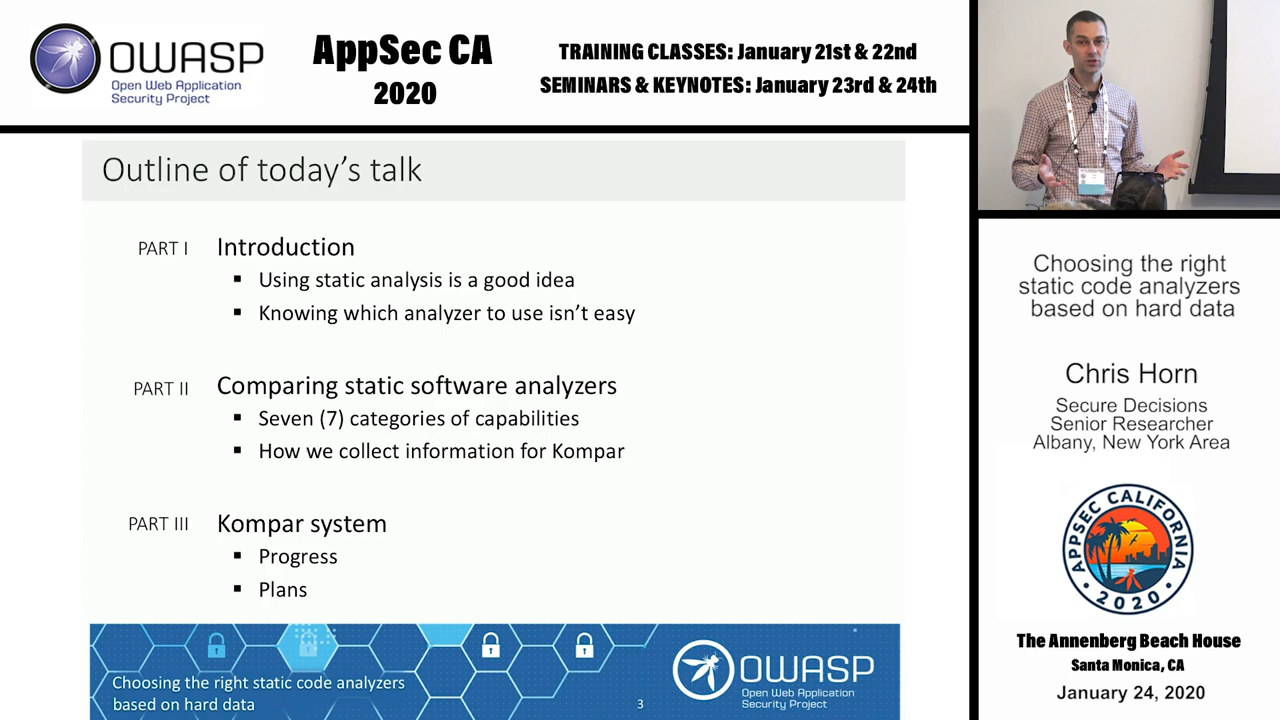 OWASP
Open Web Application
Security Project
AppSec CA
2020
TRAINING CLASSES: January 21st & 22nd
SEMINARS & KEYNOTES: January 23rd & 24th
Outline of today’s talk
PART I Introduction
▪ Using static analysis is a good idea
▪ Knowing which analyzer to use isn’t easy
PART II Comparing static software analyzers
▪ Seven (7) categories of capabilities
▪ How we collect information for Kompar
PART III Kompar system
▪ Progress
▪ Plans
Choosing the right static code analyzers
based on hard data
3
OWASP
Open Web Application
Security Project
Choosing the right
static code analyzers
based on hard data
Chris Horn
Secure Decisions
Senior Researcher
Albany, New York Area
APPSEC CALIFORNIA
• 2020 •
The Annenberg Beach House
Santa Monica, CA
January 24, 2020